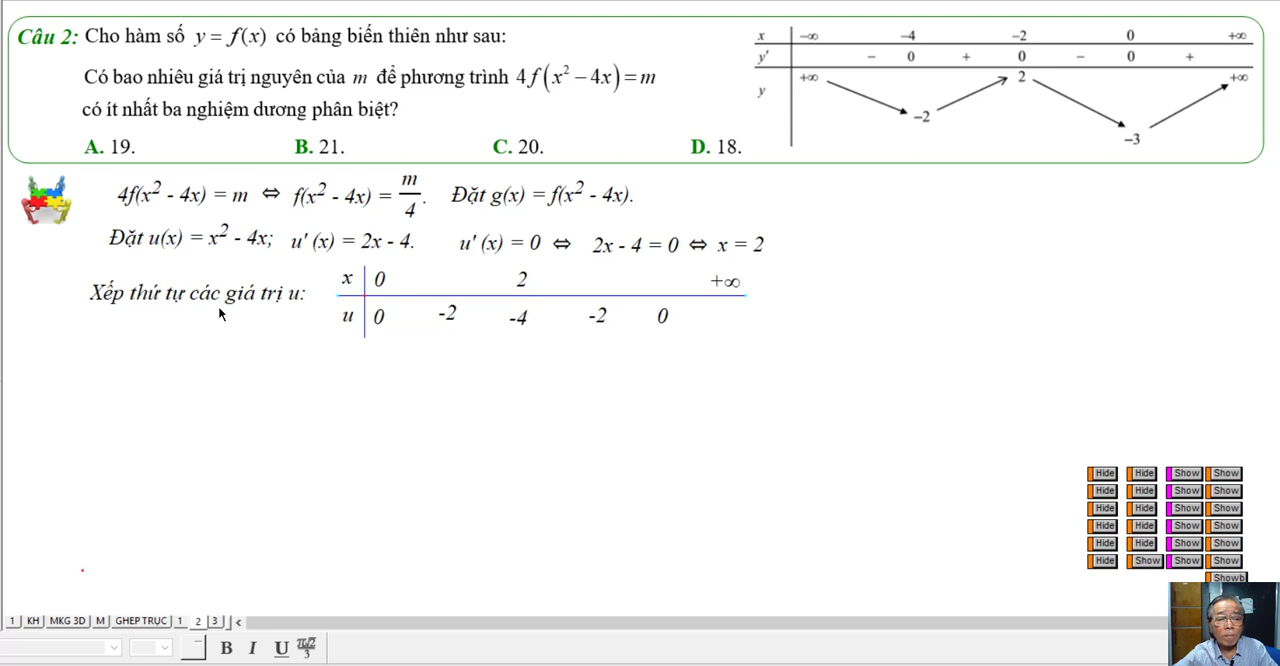 Câu 2: Cho hàm số y = f(x) có bảng biến thiên như sau:
Có bao nhiêu giá trị nguyên của m để phương trình 4f(x² − 4x) = m
có ít nhất ba nghiệm dương phân biệt?
A. 19. B. 21. C. 20. D. 18.
x −∞ −4 −2 0 +∞
y' − 0 + 0 − 0 +
y +∞ −2 2 −3 +∞
4f(x² - 4x) = m ⇔ f(x² - 4x) = m/4. Đặt g(x) = f(x² - 4x).
Đặt u(x) = x² - 4x; u' (x) = 2x - 4. u' (x) = 0 ⇔ 2x - 4 = 0 ⇔ x = 2
Xếp thứ tự các giá trị u:
x 0 2 +∞
u 0 -2 -4 -2 0
Hide Hide Show Show
Hide Hide Show Show
Hide Hide Show Show
Hide Hide Show Show
Hide Hide Show Show
Hide Show Show Show
Showb
1 KH MKG 3D M GHEP TRỤC 1 2 3 <
B I U